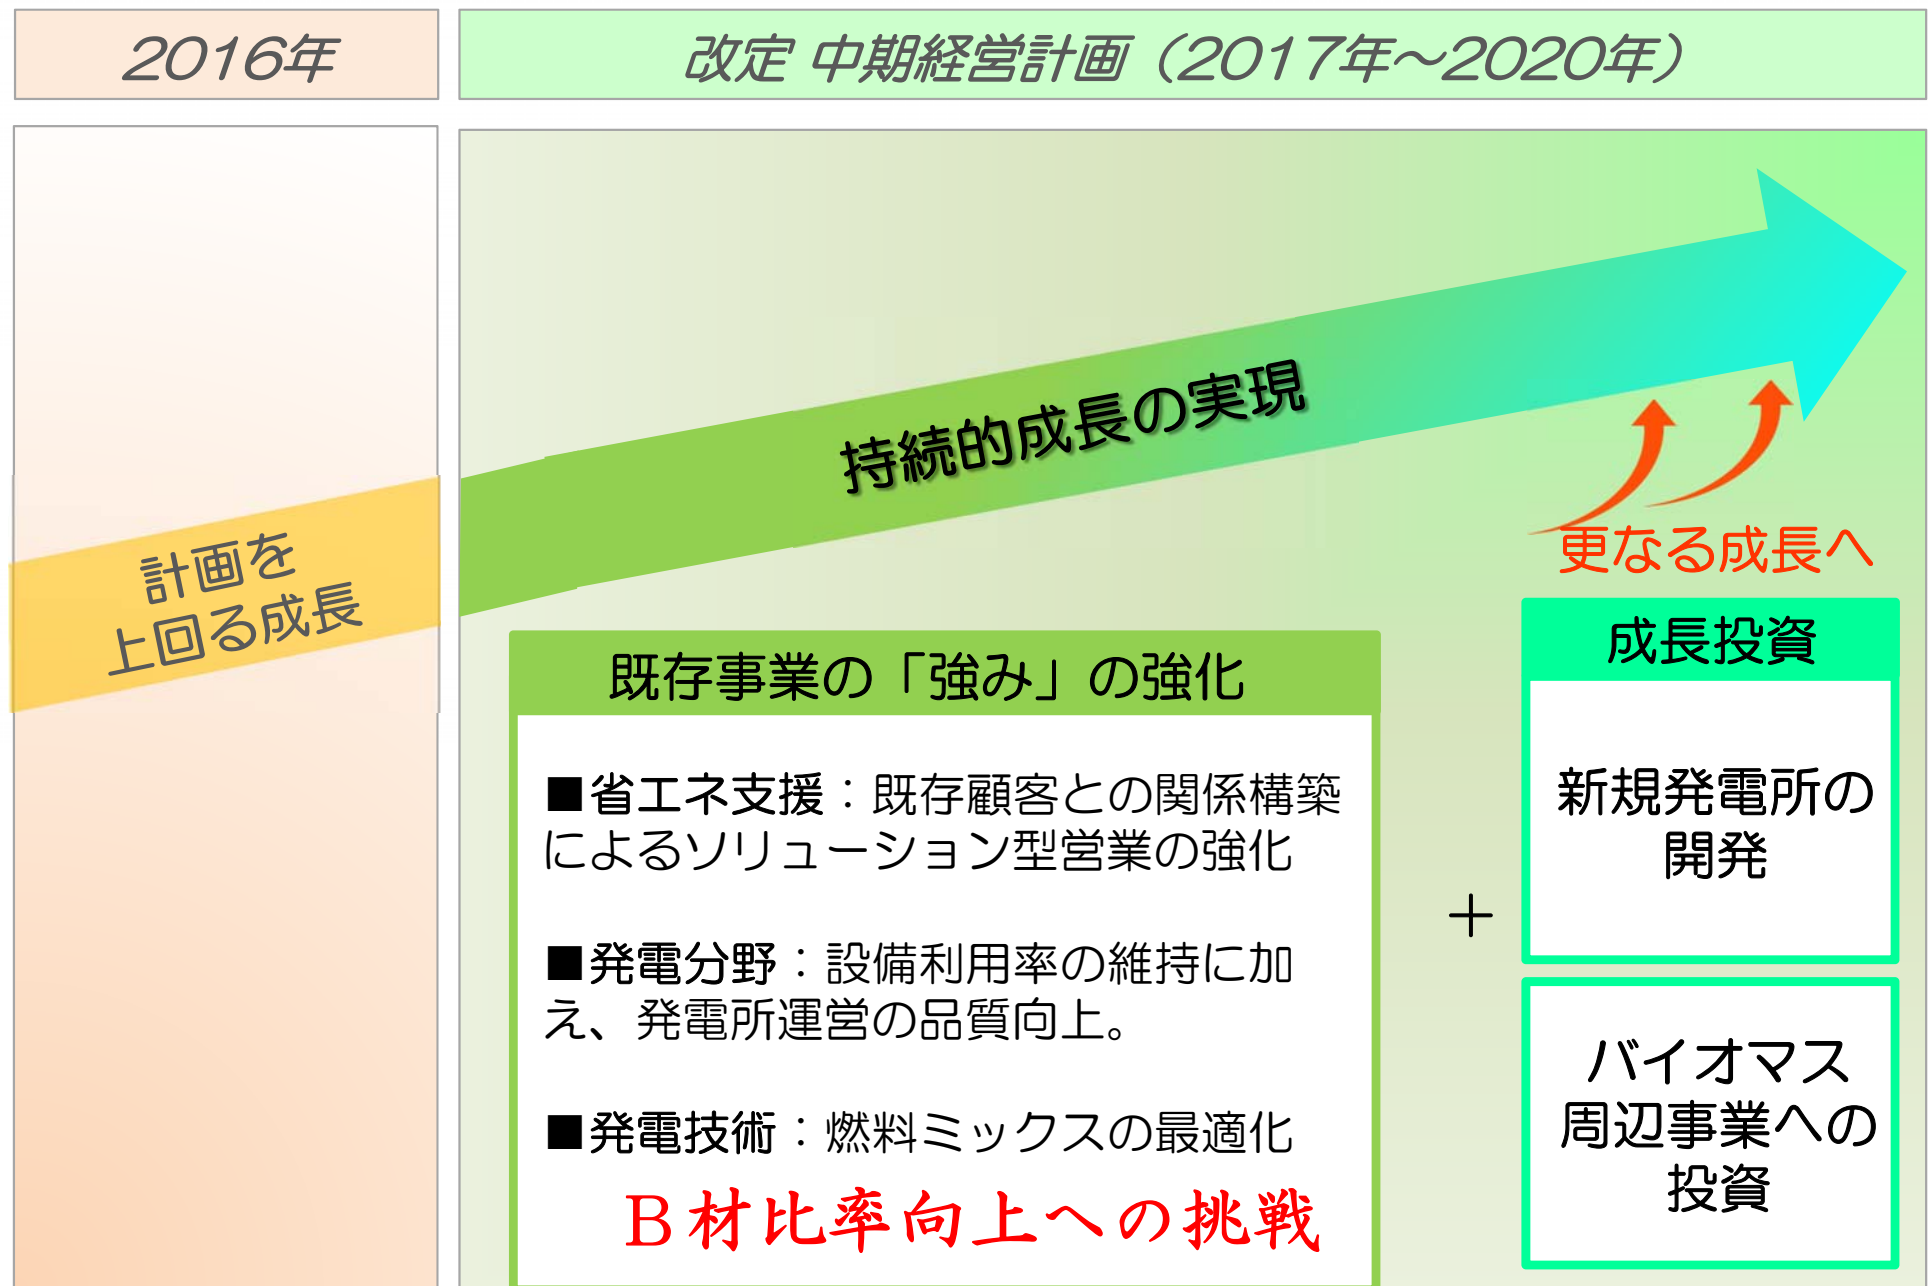 2016年
改定 中期経営計画（2017年～2020年）
計画を
上回る成長
持続的成長の実現
更なる成長へ
既存事業の「強み」の強化
■省エネ支援：既存顧客との関係構築
によるソリューション型営業の強化
■発電分野：設備利用率の維持に加
え、発電所運営の品質向上。
■発電技術：燃料ミックスの最適化
Ｂ材比率向上への挑戦
＋
成長投資
新規発電所の
開発
バイオマス
周辺事業への
投資